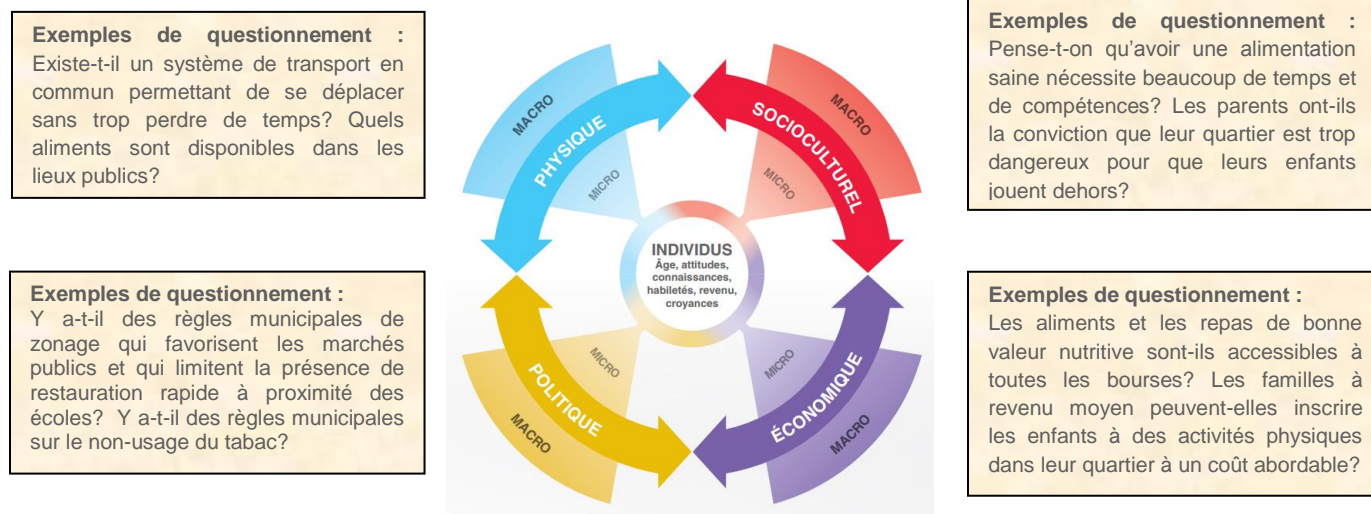 Exemples de questionnement :
Existe-t-il un système de transport en
commun permettant de se déplacer
sans trop perdre de temps? Quels
aliments sont disponibles dans les
lieux publics?
Exemples de questionnement :
Pense-t-on qu’avoir une alimentation
saine nécessite beaucoup de temps et
de compétences? Les parents ont-ils
la conviction que leur quartier est trop
dangereux pour que leurs enfants
jouent dehors?
MACRO
PHYSIQUE
MICRO
MACRO
SOCIOCULTUREL
MICRO
INDIVIDUS
Âge, attitudes,
connaissances,
habiletés, revenu,
croyances
MICRO
POLITIQUE
MACRO
MICRO
ÉCONOMIQUE
MACRO
Exemples de questionnement :
Y a-t-il des règles municipales de
zonage qui favorisent les marchés
publics et qui limitent la présence de
restauration rapide à proximité des
écoles? Y a-t-il des règles municipales
sur le non-usage du tabac?
Exemples de questionnement :
Les aliments et les repas de bonne
valeur nutritive sont-ils accessibles à
toutes les bourses? Les familles à
revenu moyen peuvent-elles inscrire
les enfants à des activités physiques
dans leur quartier à un coût abordable?